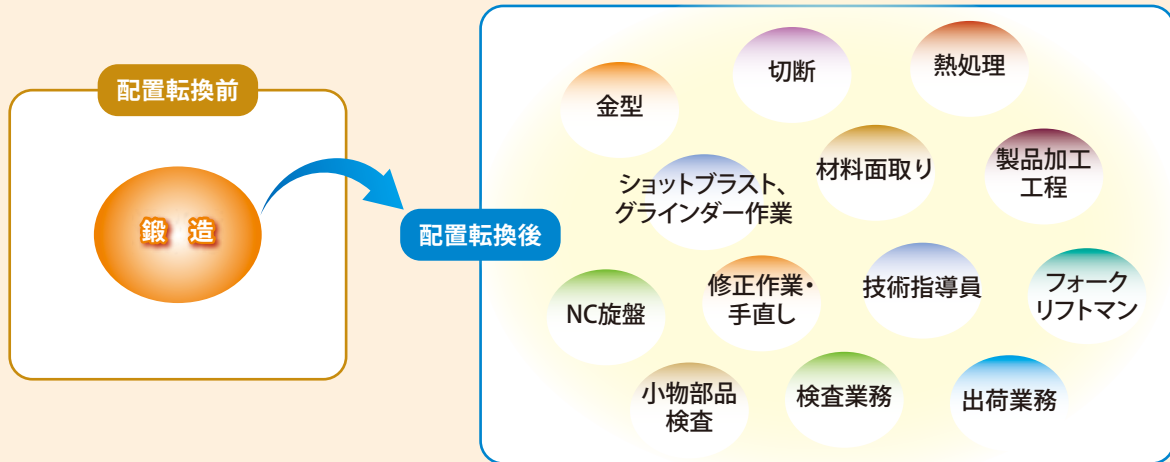 配置転換前
鍛 造
配置転換後
金型
切断
熱処理
ショットブラスト、
グラインダー作業
材料面取り
製品加工
工程
NC旋盤
修正作業・
手直し
技術指導員
フォーク
リフトマン
小物部品
検査
検査業務
出荷業務